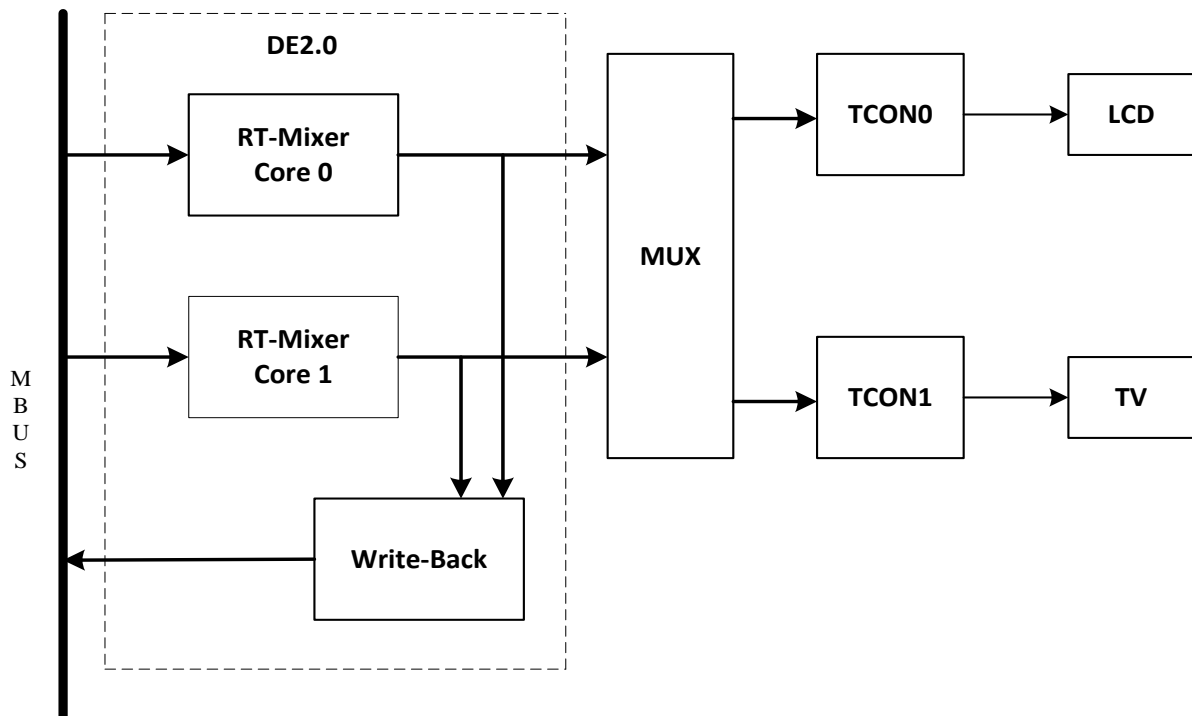 DE2.0
RT-Mixer
Core 0
RT-Mixer
Core 1
Write-Back
MUX
TCON0
LCD
TCON1
TV
M
B
U
S